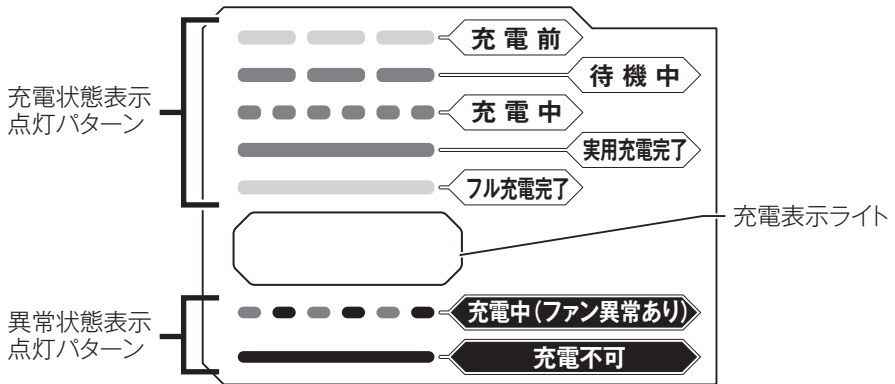 充電前
待機中
充電状態表示
点灯パターン
充電中
実用充電完了
フル充電完了
充電表示ライト
異常状態表示
点灯パターン
充電中(ファン異常あり)
充電不可